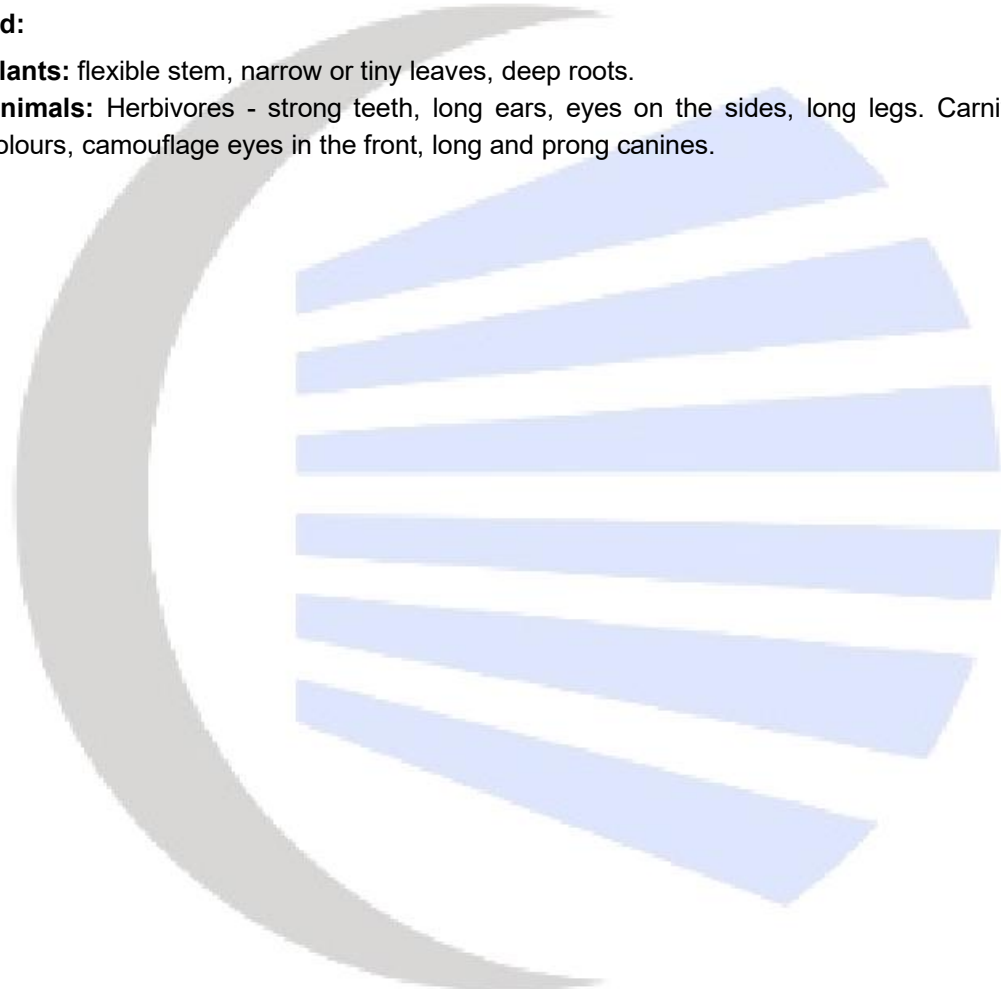 d:
lants: flexible stem, narrow or tiny leaves, deep roots.
nimals: Herbivores - strong teeth, long ears, eyes on the sides, long legs. Carni
olours, camouflage eyes in the front, long and prong canines.